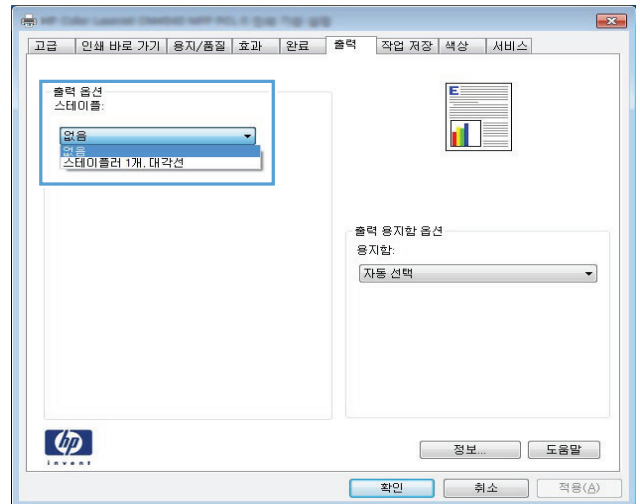 고급 인쇄 바로 가기 용지/품질 효과 완료 출력 작업 저장 색상 서비스
출력 옵션
스테이플:
없음
없음
스테이플러 1개, 대각선
E
출력 용지함 옵션
용지함:
자동 선택
hp
invent
정보...
도움말
확인
취소
적용(A)